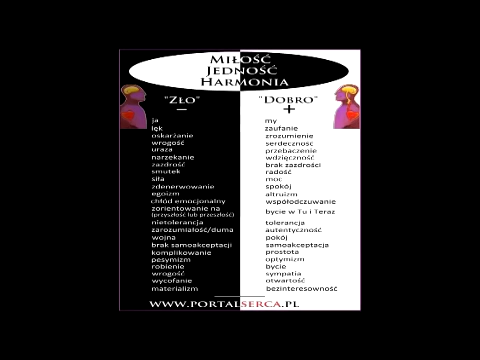 Miłość
Jedność
Harmonia
"Zło"
–
ja
lęk
oskarżanie
wrogość
uraza
narzekanie
zazdrość
smutek
siła
zdenerwowanie
egoizm
chłód emocjonalny
zorientowanie na
(przyszłość lub przeszłość)
nietolerancja
zarozumiałość/duma
wojna
brak samoakceptacji
komplikowanie
pesymizm
robienie
wrogość
wycofanie
materializm
"Dobro"
+
my
zaufanie
zrozumienie
serdeczność
przebaczenie
wdzięczność
brak zazdrości
radość
moc
spokój
altruizm
współodczuwanie
bycie w Tu i Teraz
tolerancja
autentyczność
pokój
samoakceptacja
prostota
optymizm
bycie
sympatia
otwartość
bezinteresowność
www.portalserca.pl